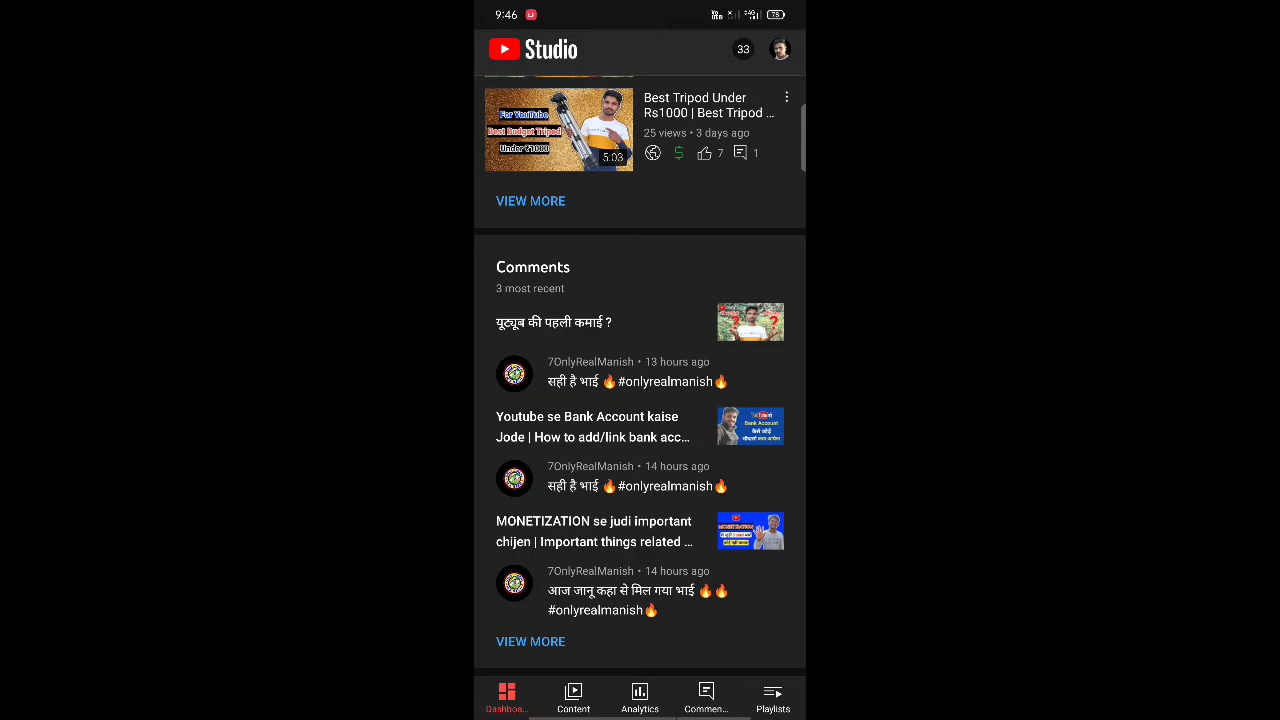 9:46
78
Studio
33
For YouTube
Best Budget Tripod
Under ₹1000
5:03
Best Tripod Under
Rs1000 | Best Tripod ...
25 views • 3 days ago
7
1
VIEW MORE
Comments
3 most recent
यूट्यूब की पहली कमाई ?
7OnlyRealManish • 13 hours ago
सही है भाई 🔥#onlyrealmanish🔥
Youtube se Bank Account kaise
Jode | How to add/link bank acc...
Bank Account
7OnlyRealManish • 14 hours ago
सही है भाई 🔥#onlyrealmanish🔥
MONETIZATION se judi important
chijen | Important things related ...
MONETIZATION
7OnlyRealManish • 14 hours ago
आज जानू कहा से मिल गया भाई 🔥🔥
#onlyrealmanish🔥
VIEW MORE
Dashboa...
Content
Analytics
Commen...
Playlists